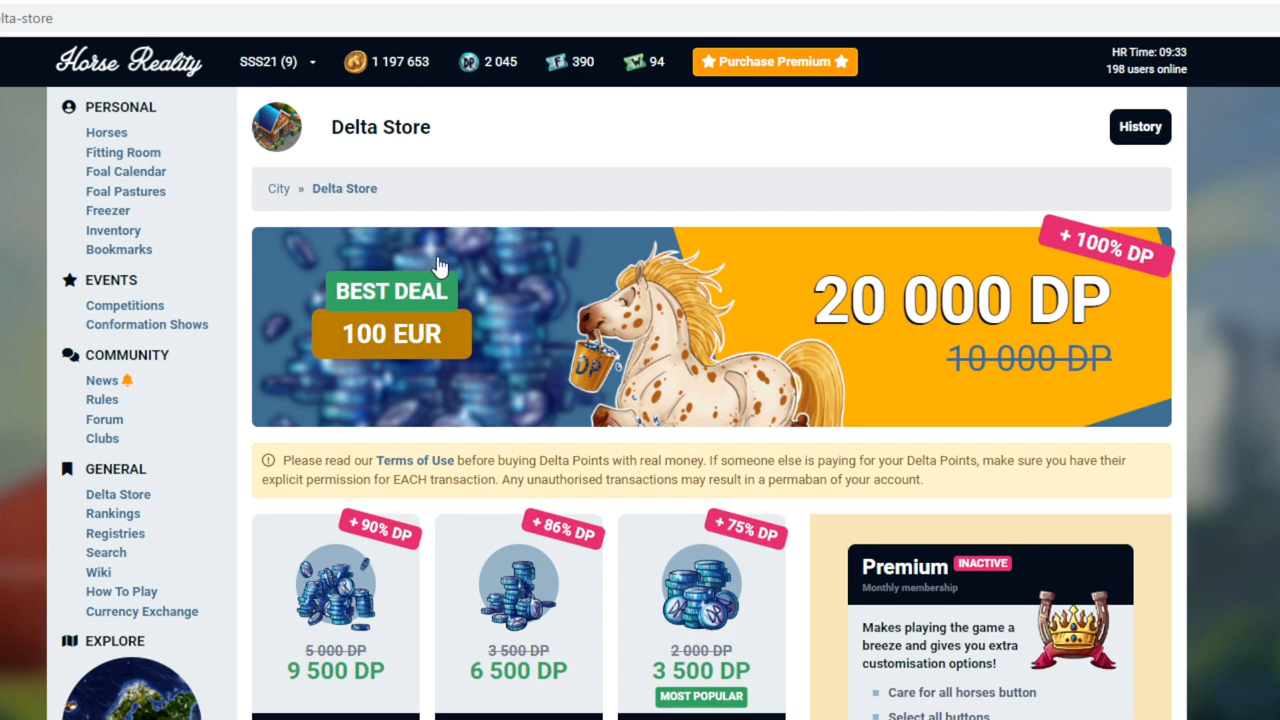 lta-store
Horse Reality
SSS21 (9)
1 197 653
DP
2 045
390
94
Purchase Premium
HR Time: 09:33
198 users online
PERSONAL
Horses
Fitting Room
Foal Calendar
Foal Pastures
Freezer
Inventory
Bookmarks
EVENTS
Competitions
Conformation Shows
COMMUNITY
News
Rules
Forum
Clubs
GENERAL
Delta Store
Rankings
Registries
Search
Wiki
How To Play
Currency Exchange
EXPLORE
Delta Store
History
City » Delta Store
BEST DEAL
100 EUR
DP
+ 100% DP
20 000 DP
10 000 DP
Please read our Terms of Use before buying Delta Points with real money. If someone else is paying for your Delta Points, make sure you have their
explicit permission for EACH transaction. Any unauthorised transactions may result in a permaban of your account.
+ 90% DP
5 000 DP
9 500 DP
+ 86% DP
3 500 DP
6 500 DP
+ 75% DP
2 000 DP
3 500 DP
MOST POPULAR
Premium INACTIVE
Monthly membership
Makes playing the game a
breeze and gives you extra
customisation options!
Care for all horses button
Select all buttons